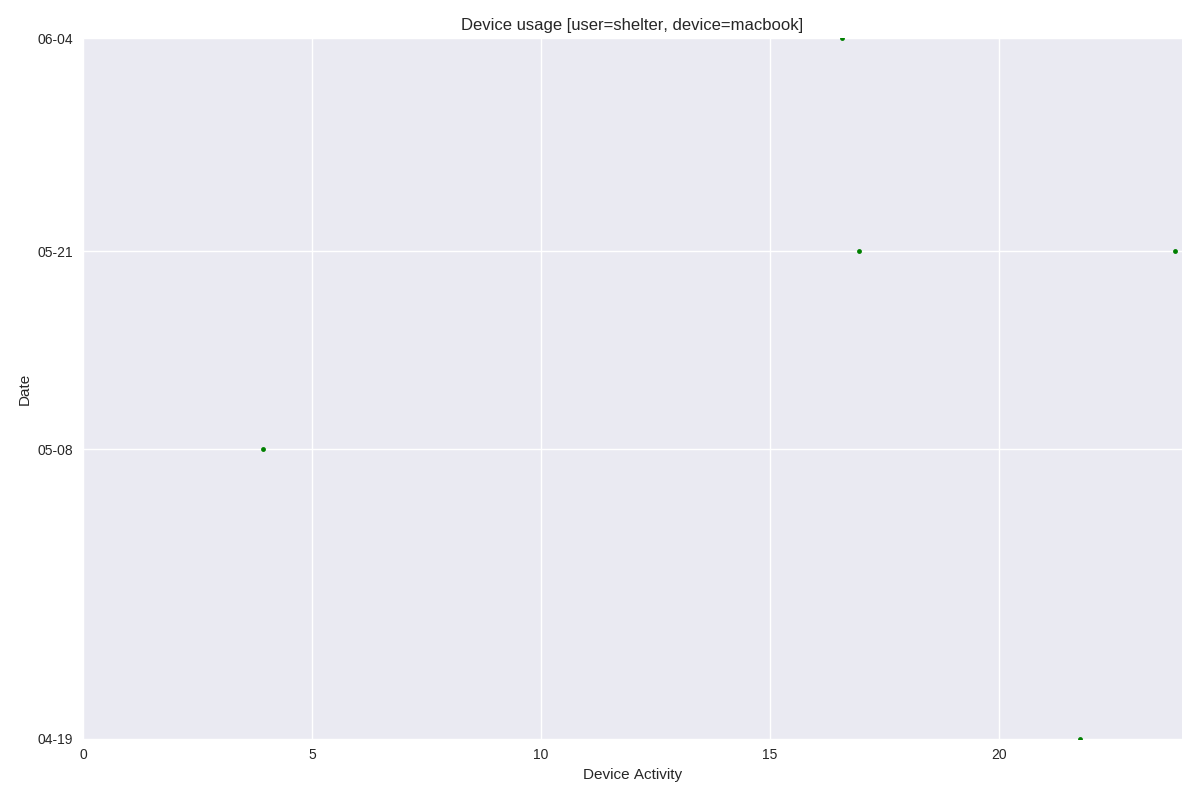 Device usage [user=shelter, device=macbook]
06-04
05-21
Date
05-08
04-19
0 5 10 15 20
Device Activity